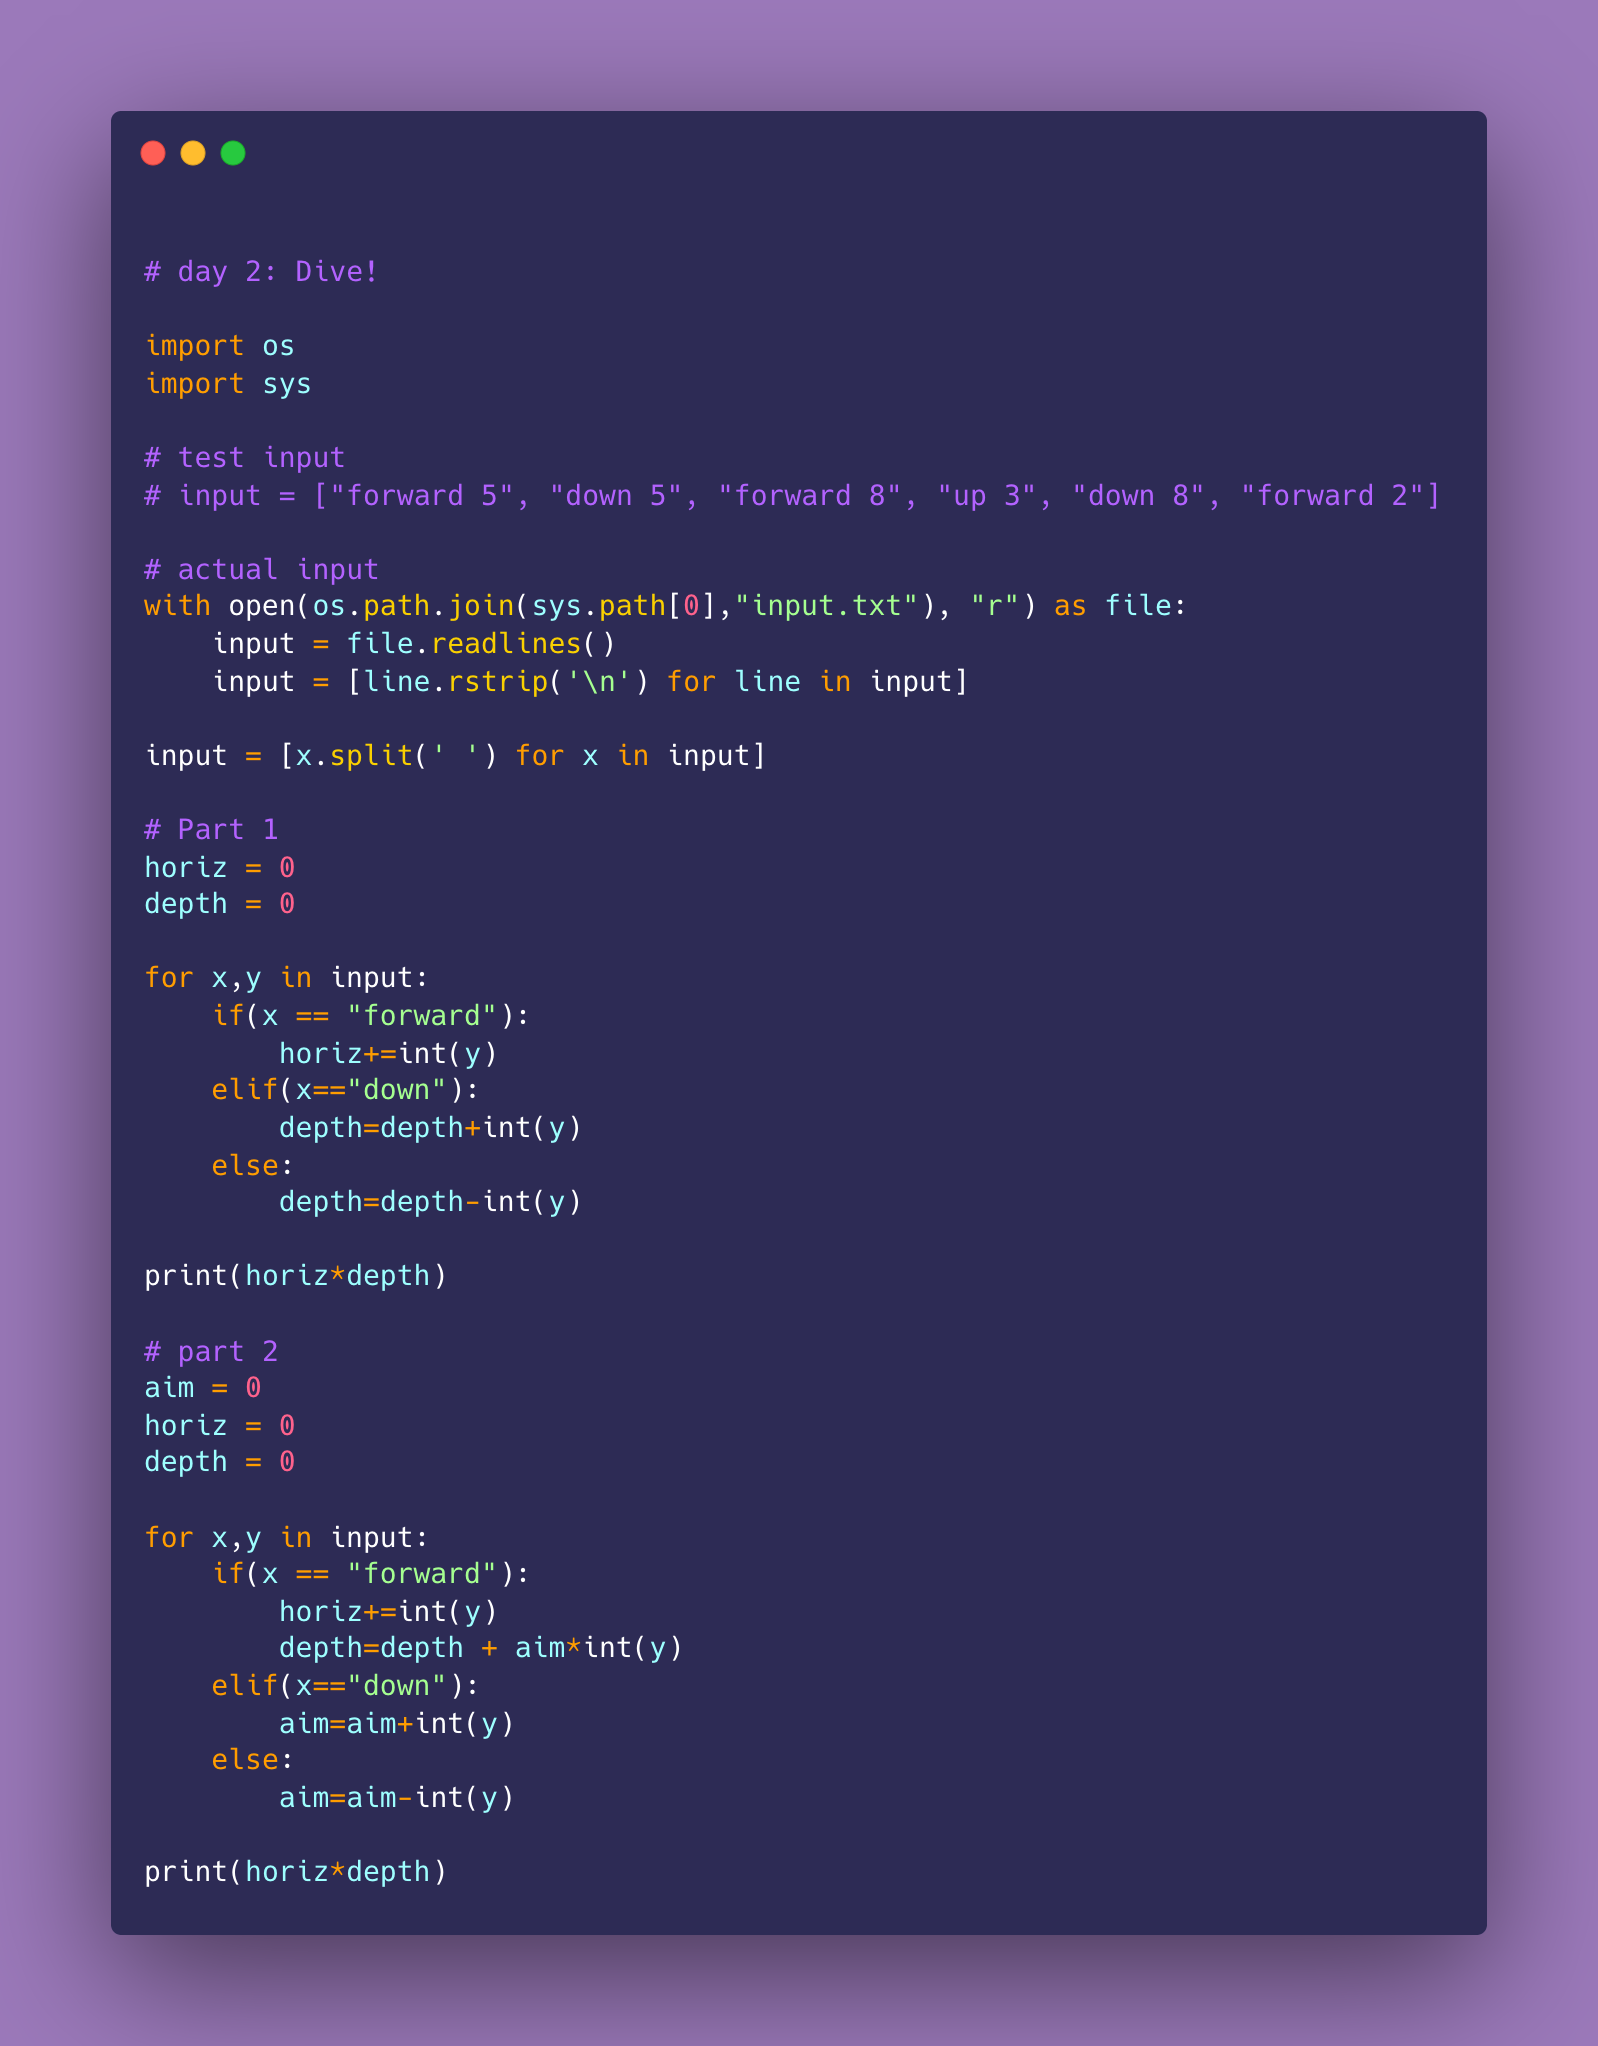 # day 2: Dive!

import os
import sys

# test input
# input = ["forward 5", "down 5", "forward 8", "up 3", "down 8", "forward 2"]

# actual input
with open(os.path.join(sys.path[0],"input.txt"), "r") as file:
    input = file.readlines()
    input = [line.rstrip('\n') for line in input]

input = [x.split(' ') for x in input]

# Part 1
horiz = 0
depth = 0

for x,y in input:
    if(x == "forward"):
        horiz+=int(y)
    elif(x=="down"):
        depth=depth+int(y)
    else:
        depth=depth-int(y)

print(horiz*depth)

# part 2
aim = 0
horiz = 0
depth = 0

for x,y in input:
    if(x == "forward"):
        horiz+=int(y)
        depth=depth + aim*int(y)
    elif(x=="down"):
        aim=aim+int(y)
    else:
        aim=aim-int(y)

print(horiz*depth)